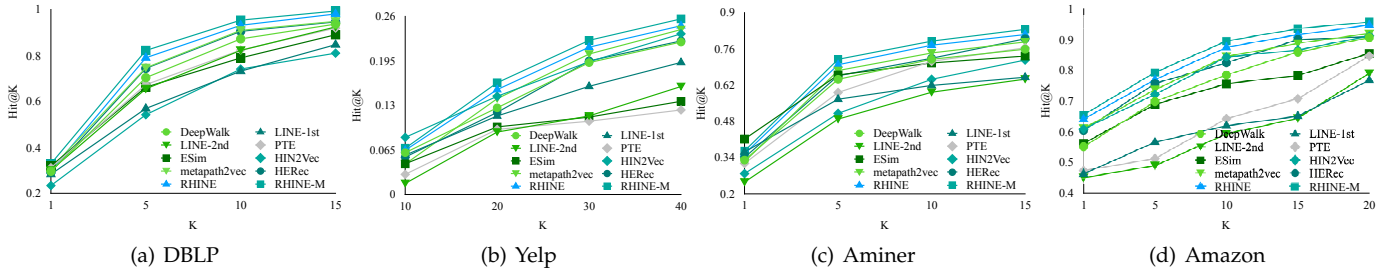 Hit@K
1
0.8
0.6
0.4
0.2
1
5
10
15
K
DeepWalk
LINE-2nd
ESim
metapath2vec
RHINE
LINE-1st
PTE
HIN2Vec
HERec
RHINE-M
(a) DBLP
Hit@K
0.26
0.195
0.13
0.065
0
10
20
30
40
K
DeepWalk
LINE-2nd
ESim
metapath2vec
RHINE
LINE-1st
PTE
HIN2Vec
HERec
RHINE-M
(b) Yelp
Hit@K
0.9
0.76
0.62
0.48
0.34
0.2
1
5
10
15
K
DeepWalk
LINE-2nd
ESim
metapath2vec
RHINE
LINE-1st
PTE
HIN2Vec
HERec
RHINE-M
(c) Aminer
Hit@K
1
0.9
0.8
0.7
0.6
0.5
0.4
1
5
10
15
20
K
DeepWalk
LINE-2nd
ESim
metapath2vec
RHINE
LINE-1st
PTE
HIN2Vec
HERec
RHINE-M
(d) Amazon